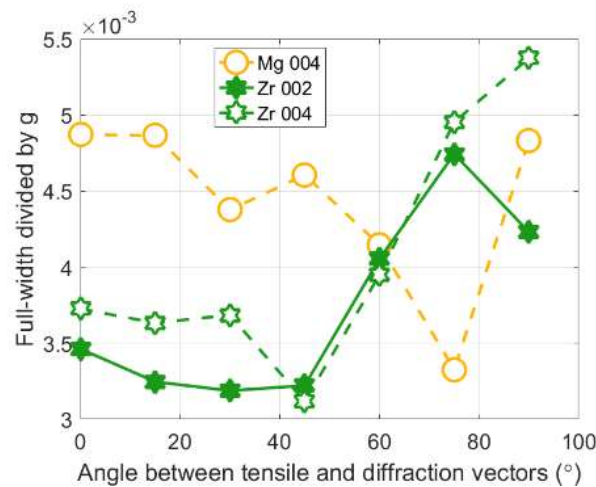 ×10⁻³
5.5
5
4.5
4
3.5
3
Full-width divided by g
Mg 004
Zr 002
Zr 004
0 20 40 60 80 100
Angle between tensile and diffraction vectors (°)